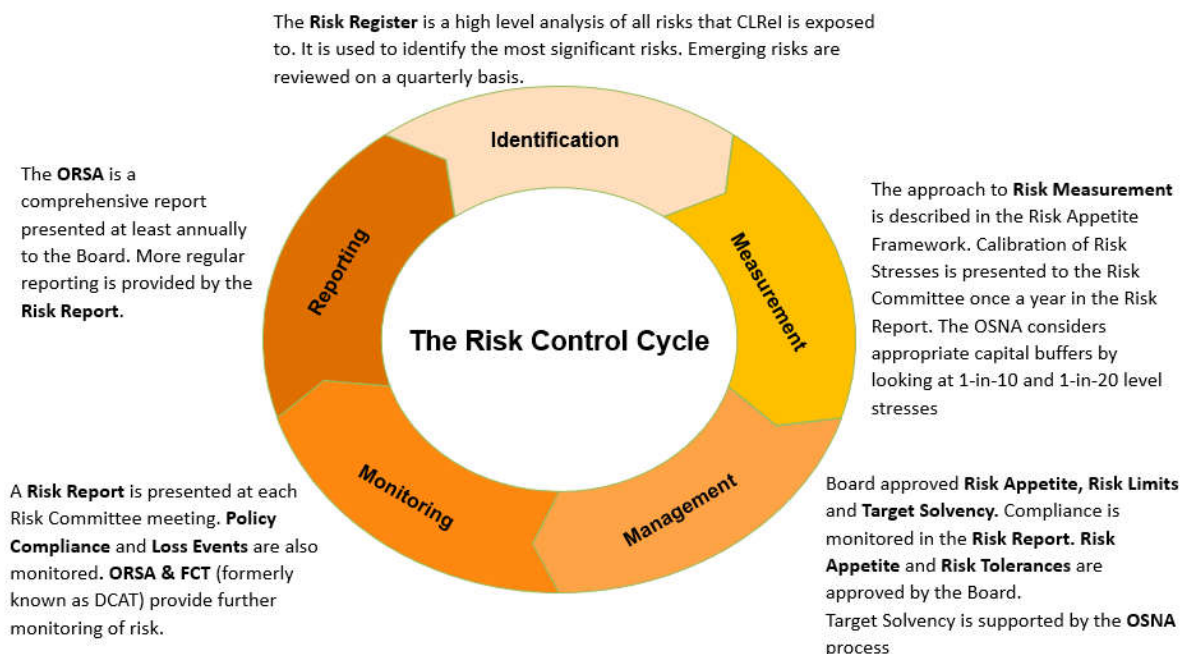 The Risk Register is a high level analysis of all risks that CLReI is exposed
to. It is used to identify the most significant risks. Emerging risks are
reviewed on a quarterly basis.
Identification
The ORSA is a
comprehensive report
presented at least annually
to the Board. More regular
reporting is provided by the
Risk Report.
Reporting
Measurement
The approach to Risk Measurement
is described in the Risk Appetite
Framework. Calibration of Risk
Stresses is presented to the Risk
Committee once a year in the Risk
Report. The OSNA considers
appropriate capital buffers by
looking at 1-in-10 and 1-in-20 level
stresses
The Risk Control Cycle
Monitoring
Management
A Risk Report is presented at each
Risk Committee meeting. Policy
Compliance and Loss Events are also
monitored. ORSA & FCT (formerly
known as DCAT) provide further
monitoring of risk.
Board approved Risk Appetite, Risk Limits
and Target Solvency. Compliance is
monitored in the Risk Report. Risk
Appetite and Risk Tolerances are
approved by the Board.
Target Solvency is supported by the OSNA
process